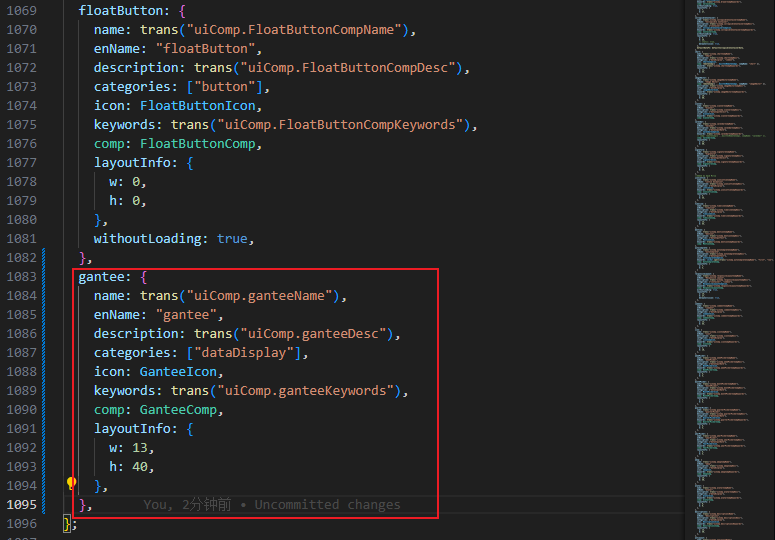 1069 floatButton: {
1070 name: trans("uiComp.FloatButtonCompName"),
1071 enName: "floatButton",
1072 description: trans("uiComp.FloatButtonCompDesc"),
1073 categories: ["button"],
1074 icon: FloatButtonIcon,
1075 keywords: trans("uiComp.FloatButtonCompKeywords"),
1076 comp: FloatButtonComp,
1077 layoutInfo: {
1078 w: 0,
1079 h: 0,
1080 },
1081 withoutLoading: true,
1082 },
1083 gantee: {
1084 name: trans("uiComp.ganteeName"),
1085 enName: "gantee",
1086 description: trans("uiComp.ganteeDesc"),
1087 categories: ["dataDisplay"],
1088 icon: GanteeIcon,
1089 keywords: trans("uiComp.ganteeKeywords"),
1090 comp: GanteeComp,
1091 layoutInfo: {
1092 w: 13,
1093 h: 40,
1094 },
1095 }, You, 2分钟前 • Uncommitted changes
1096 };